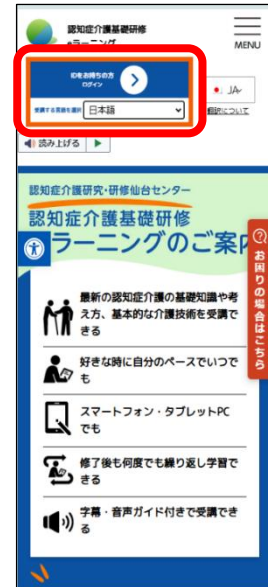 認知症介護基礎研修
eラーニング
MENU
IDをお持ちの方
ログイン
受講する言語を選択 日本語
JA
翻訳について
読み上げる
認知症介護研究・研修仙台センター
認知症介護基礎研修
ラーニングのご案
お困りの場合はこちら
最新の認知症介護の基礎知識や考
え方、基本的な介護技術を受講で
きる
好きな時に自分のペースでいつで
も
スマートフォン・タブレットPC
でも
修了後も何度でも繰り返し学習で
きる
字幕・音声ガイド付きで受講でき
る